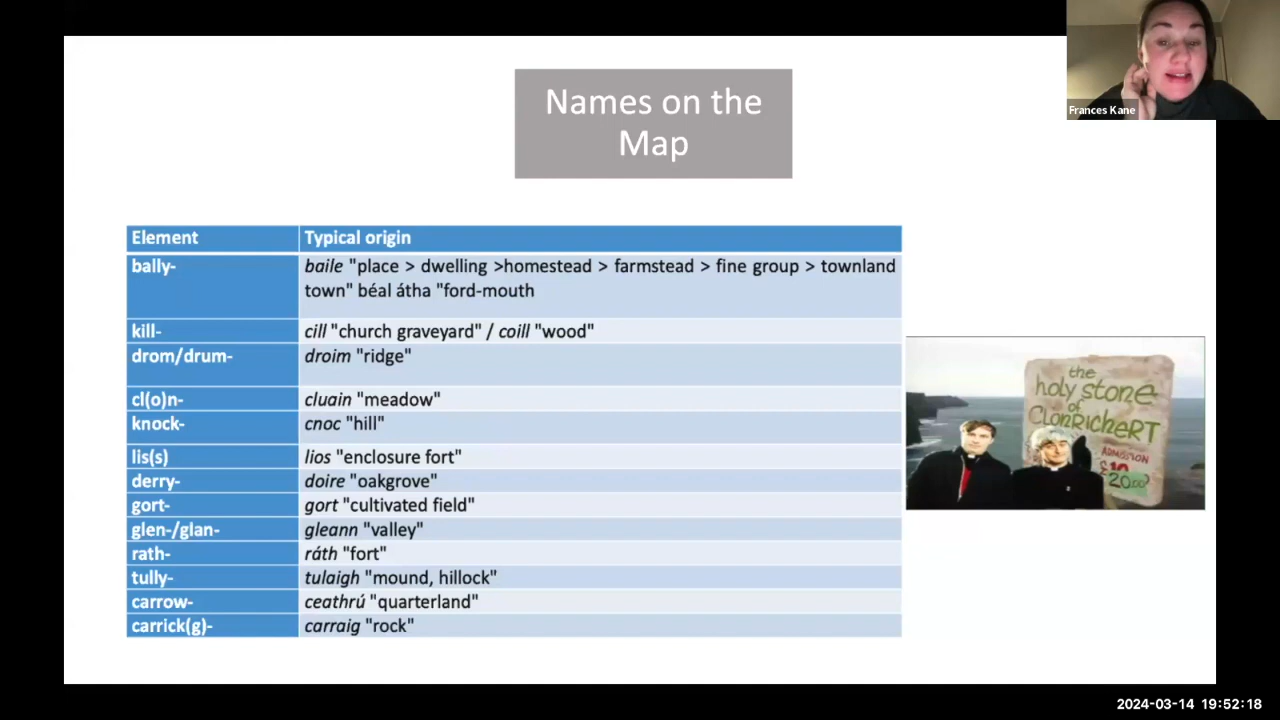 Frances Kane
Names on the
Map
Element Typical origin
bally- baile "place > dwelling >homestead > farmstead > fine group > townland
town" béal átha "ford-mouth
kill- cill "church graveyard" / coill "wood"
drom/drum- droim "ridge"
cl(o)n- cluain "meadow"
knock- cnoc "hill"
lis(s) lios "enclosure fort"
derry- doire "oakgrove"
gort- gort "cultivated field"
glen-/glan- gleann "valley"
rath- ráth "fort"
tully- tulaigh "mound, hillock"
carrow- ceathrú "quarterland"
carrick(g)- carraig "rock"
the
holy stone
of
CLONRICHERT
ADMISSION
2024-03-14 19:52:18